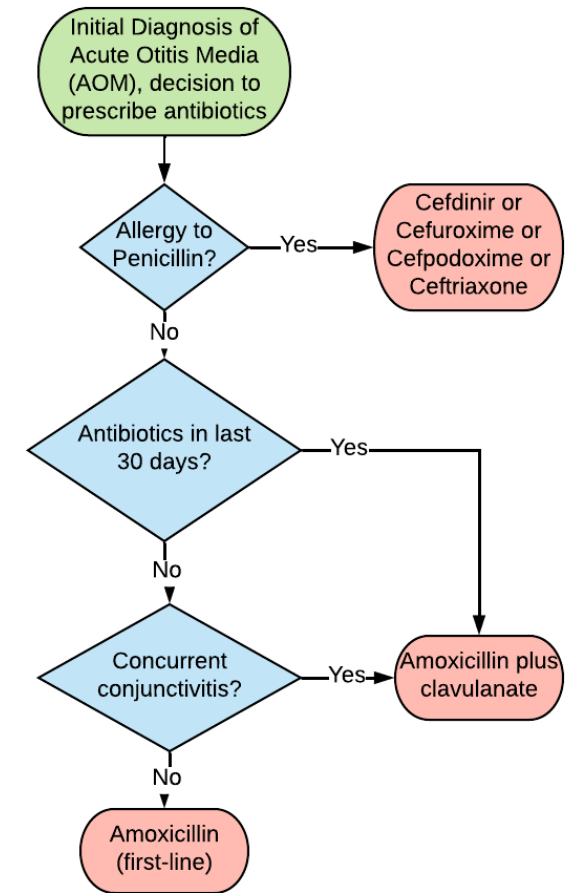 Initial Diagnosis of
Acute Otitis Media
(AOM), decision to
prescribe antibiotics
Allergy to
Penicillin?
Yes
Cefdinir or
Cefuroxime or
Cefpodoxime or
Ceftriaxone
No
Antibiotics in last
30 days?
Yes
No
Concurrent
conjunctivitis?
Yes
Amoxicillin plus
clavulanate
No
Amoxicillin
(first-line)